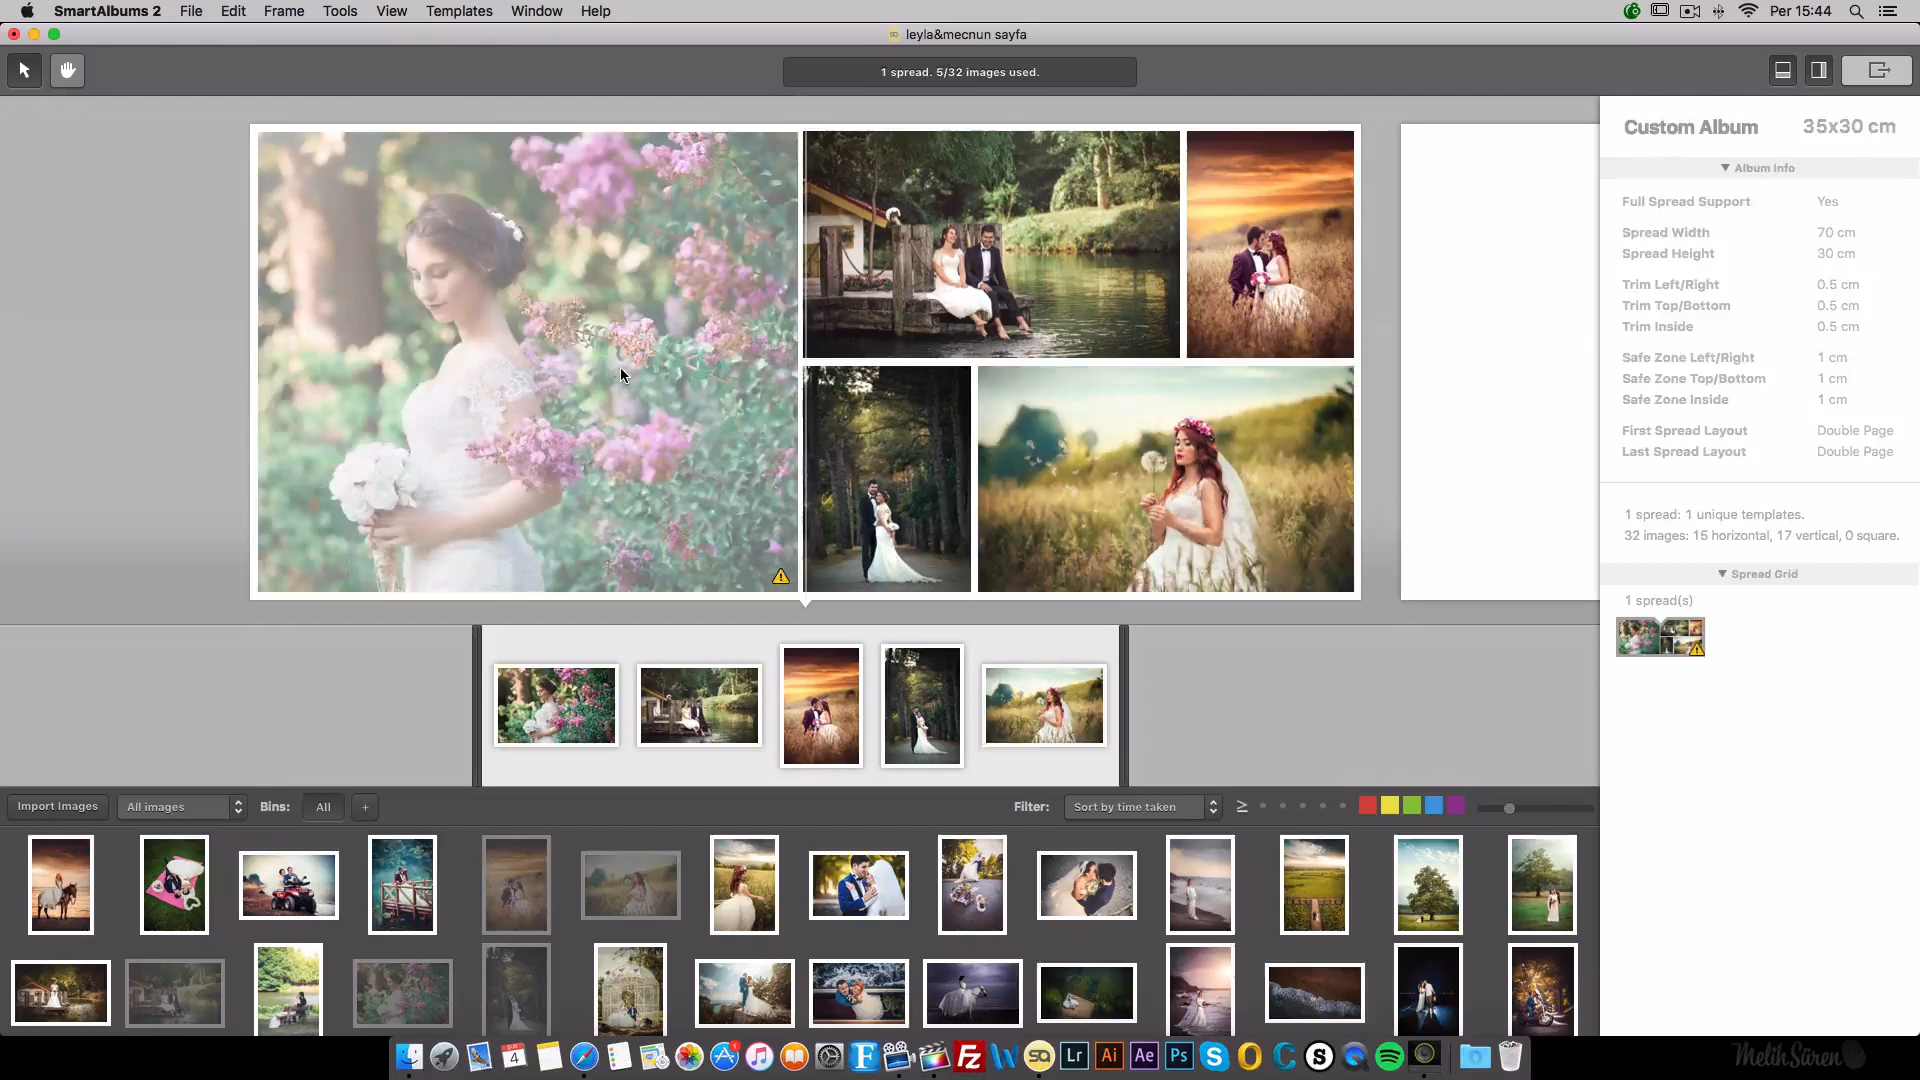 SmartAlbums 2 File Edit Frame Tools View Templates Window Help Per 15:44
leyla&mecnun sayfa
1 spread. 5/32 images used.
Custom Album 35x30 cm
▼ Album Info
Full Spread Support Yes
Spread Width 70 cm
Spread Height 30 cm
Trim Left/Right 0.5 cm
Trim Top/Bottom 0.5 cm
Trim Inside 0.5 cm
Safe Zone Left/Right 1 cm
Safe Zone Top/Bottom 1 cm
Safe Zone Inside 1 cm
First Spread Layout Double Page
Last Spread Layout Double Page
1 spread: 1 unique templates.
32 images: 15 horizontal, 17 vertical, 0 square.
▼ Spread Grid
1 spread(s)
Import Images All images Bins: All + Filter: Sort by time taken ≥
4 1 F FZ W SQ Lr Ai Ae Ps S O C S
MelihSüren